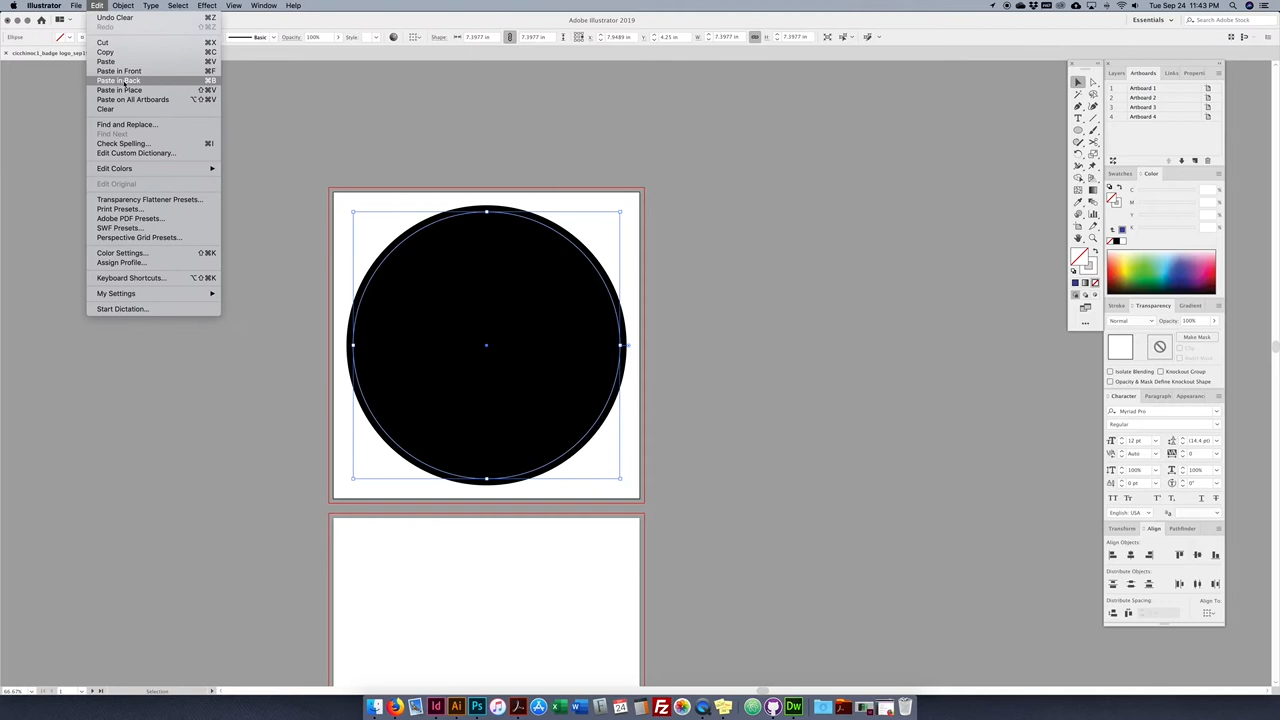 Illustrator File Edit Object Type Select Effect View Window Help
Tue Sep 24 11:43 PM
Adobe Illustrator 2019
Essentials
Search Adobe Stock
Ellipse
Basic
Opacity: 100%
Style:
Shape: 7.3977 in 7.3977 in
X: 7.9489 in Y: 4.25 in W: 7.3977 in H: 7.3977 in
Undo Clear ⌘Z
Redo ⇧⌘Z
Cut ⌘X
Copy ⌘C
Paste ⌘V
Paste in Front ⌘F
Paste in Back ⌘B
Paste in Place ⇧⌘V
Paste on All Artboards ⌥⇧⌘V
Clear
Find and Replace...
Find Next
Check Spelling... ⌘I
Edit Custom Dictionary...
Edit Colors
Edit Original
Transparency Flattener Presets...
Print Presets...
Adobe PDF Presets...
SWF Presets...
Perspective Grid Presets...
Color Settings... ⇧⌘K
Assign Profile...
Keyboard Shortcuts... ⌥⇧⌘K
My Settings
Start Dictation...
Layers Artboards Links Properti
1 Artboard 1
2 Artboard 2
3 Artboard 3
4 Artboard 4
Swatches Color
C
M
Y
K
Stroke Transparency Gradient
Normal Opacity: 100%
Make Mask
Clip
Invert Mask
Isolate Blending Knockout Group
Opacity & Mask Define Knockout Shape
Character Paragraph Appearanc
Myriad Pro
Regular
12 pt (14.4 pt)
Auto 0
100% 100%
0 pt 0°
English: USA
Transform Align Pathfinder
Align Objects:
Distribute Objects:
Distribute Spacing: Align To:
66.67% 1 Selection